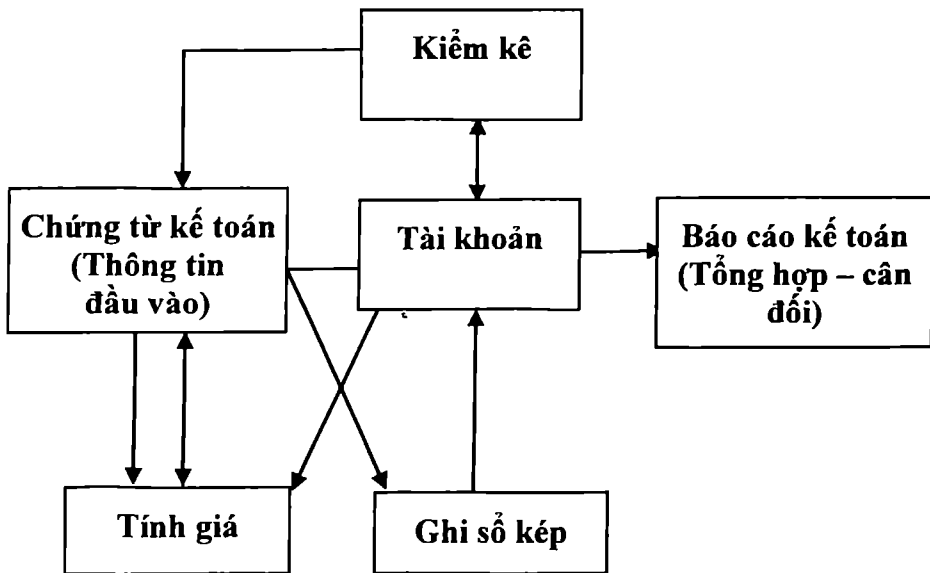 Kiểm kê
Chứng từ kế toán
(Thông tin
đầu vào)
Tài khoản
Báo cáo kế toán
(Tổng hợp – cân
đối)
Tính giá
Ghi sổ kép